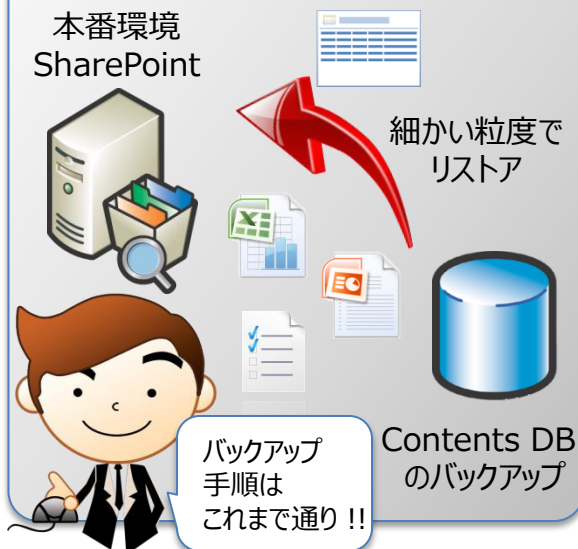 本番環境
SharePoint
細かい粒度で
リストア
Contents DB
のバックアップ
バックアップ
手順は
これまで通り !!